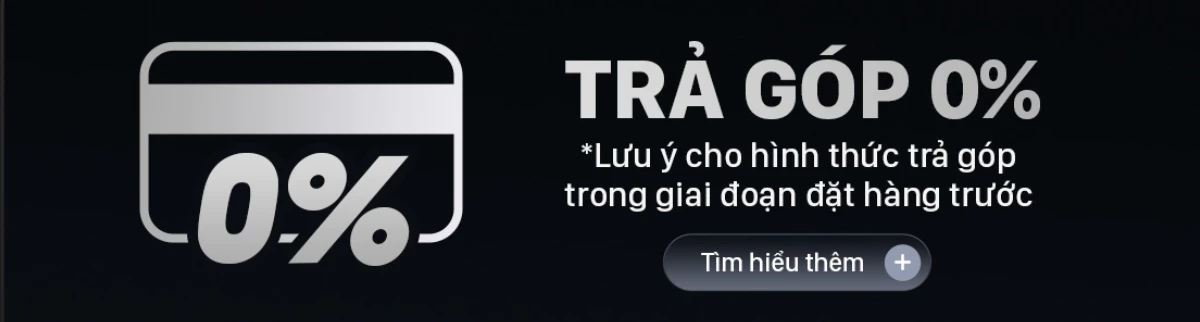 0%
TRẢ GÓP 0%
*Lưu ý cho hình thức trả góp
trong giai đoạn đặt hàng trước
Tìm hiểu thêm +